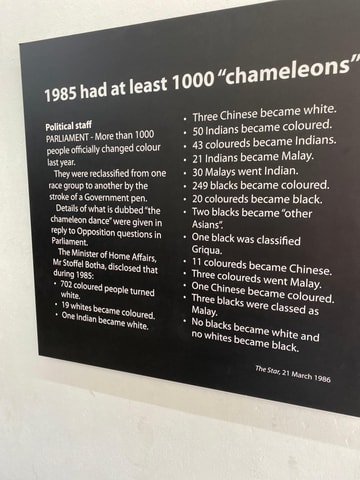 1985 had at least 1000 "chameleons"
Political staff
PARLIAMENT - More than 1000
people officially changed colour
last year.
They were reclassified from one
race group to another by the
stroke of a Government pen.
Details of what is dubbed "the
chameleon dance" were given in
reply to Opposition questions in
Parliament.
The Minister of Home Affairs,
Mr Stoffel Botha, disclosed that
during 1985:
• 702 coloured people turned
white.
• 19 whites became coloured.
• One Indian became white.
• Three Chinese became white.
• 50 Indians became coloured.
• 43 coloureds became Indians.
• 21 Indians became Malay.
• 30 Malays went Indian.
• 249 blacks became coloured.
• 20 coloureds became black.
• Two blacks became "other
Asians".
• One black was classified
Griqua.
• 11 coloureds became Chinese.
• Three coloureds went Malay.
• One Chinese became coloured.
• Three blacks were classed as
Malay.
• No blacks became white and
no whites became black.
The Star, 21 March 1986